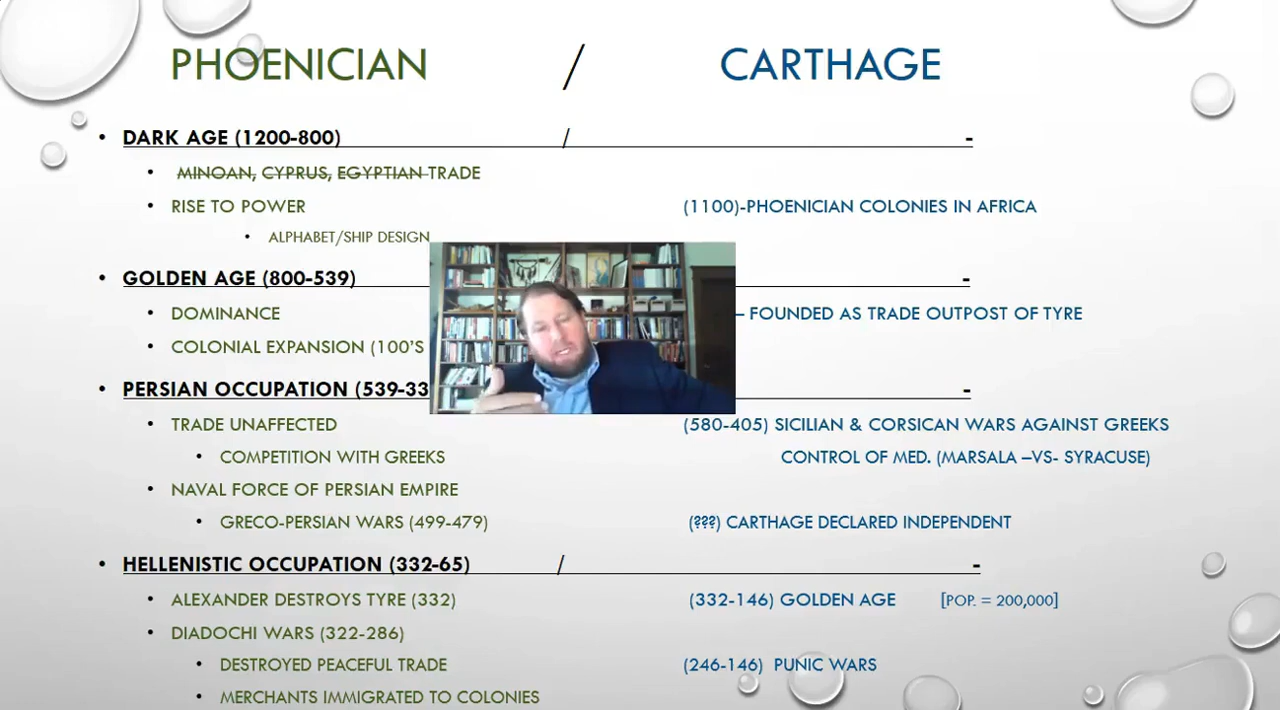 PHOENICIAN / CARTHAGE
• DARK AGE (1200-800) / -
• MINOAN, CYPRUS, EGYPTIAN TRADE
• RISE TO POWER (1100)-PHOENICIAN COLONIES IN AFRICA
• ALPHABET/SHIP DESIGN
• GOLDEN AGE (800-539) -
• DOMINANCE – FOUNDED AS TRADE OUTPOST OF TYRE
• COLONIAL EXPANSION (100'S
• PERSIAN OCCUPATION (539-33 -
• TRADE UNAFFECTED (580-405) SICILIAN & CORSICAN WARS AGAINST GREEKS
• COMPETITION WITH GREEKS CONTROL OF MED. (MARSALA –VS- SYRACUSE)
• NAVAL FORCE OF PERSIAN EMPIRE
• GRECO-PERSIAN WARS (499-479) (???) CARTHAGE DECLARED INDEPENDENT
• HELLENISTIC OCCUPATION (332-65) / -
• ALEXANDER DESTROYS TYRE (332) (332-146) GOLDEN AGE [POP. = 200,000]
• DIADOCHI WARS (322-286)
• DESTROYED PEACEFUL TRADE (246-146) PUNIC WARS
• MERCHANTS IMMIGRATED TO COLONIES